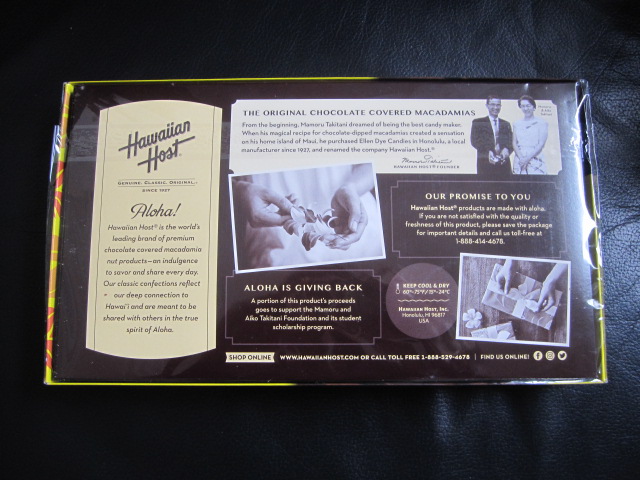 Hawaiian
Host®
GENUINE. CLASSIC. ORIGINAL.™
SINCE 1927
Aloha!
Hawaiian Host® is the world's
leading brand of premium
chocolate covered macadamia
nut products—an indulgence
to savor and share every day.
Our classic confections reflect
our deep connection to
Hawai'i and are meant to be
shared with others in the true
spirit of Aloha.
THE ORIGINAL CHOCOLATE COVERED MACADAMIAS
From the beginning, Mamoru Takitani dreamed of being the best candy maker.
When his magical recipe for chocolate-dipped macadamias created a sensation
on his home island of Maui, he purchased Ellen Dye Candies in Honolulu, a local
manufacturer since 1927, and renamed the company Hawaiian Host.®
HAWAIIAN HOST® FOUNDER
OUR PROMISE TO YOU
Hawaiian Host® products are made with aloha.
If you are not satisfied with the quality or
freshness of this product, please save the package
for important details and call us toll-free at
1-888-414-4678.
ALOHA IS GIVING BACK
A portion of this product's proceeds
goes to support the Mamoru and
Aiko Takitani Foundation and its student
scholarship program.
KEEP COOL & DRY
60°-75°F / 15°-24°C
HAWAIIAN HOST, INC.
Honolulu, HI 96817
USA
SHOP ONLINE WWW.HAWAIIANHOST.COM OR CALL TOLL FREE 1-888-529-4678 | FIND US ONLINE!